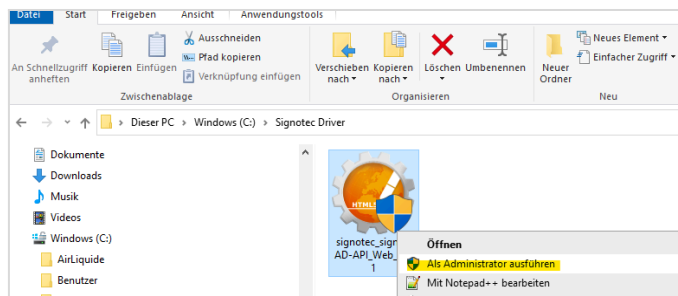 Datei Start Freigeben Ansicht Anwendungstools
Ausschneiden
Pfad kopieren
Verknüpfung einfügen
An Schnellzugriff anheften
Kopieren Einfügen
Verschieben nach
Kopieren nach
Löschen Umbenennen
Neuer Ordner
Neues Element
Einfacher Zugriff
Zwischenablage Organisieren Neu
Dieser PC > Windows (C:) > Signotec Driver
Dokumente
Downloads
Musik
Videos
Windows (C:)
AirLiquide
Benutzer
HTML5
signotec_sign
AD-API_Web_
1
Öffnen
Als Administrator ausführen
Mit Notepad++ bearbeiten